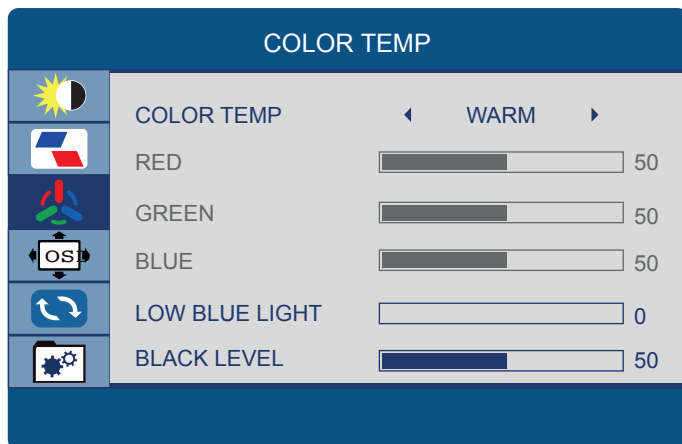 COLOR TEMP
COLOR TEMP WARM
RED 50
GREEN 50
BLUE 50
OSD
LOW BLUE LIGHT 0
BLACK LEVEL 50